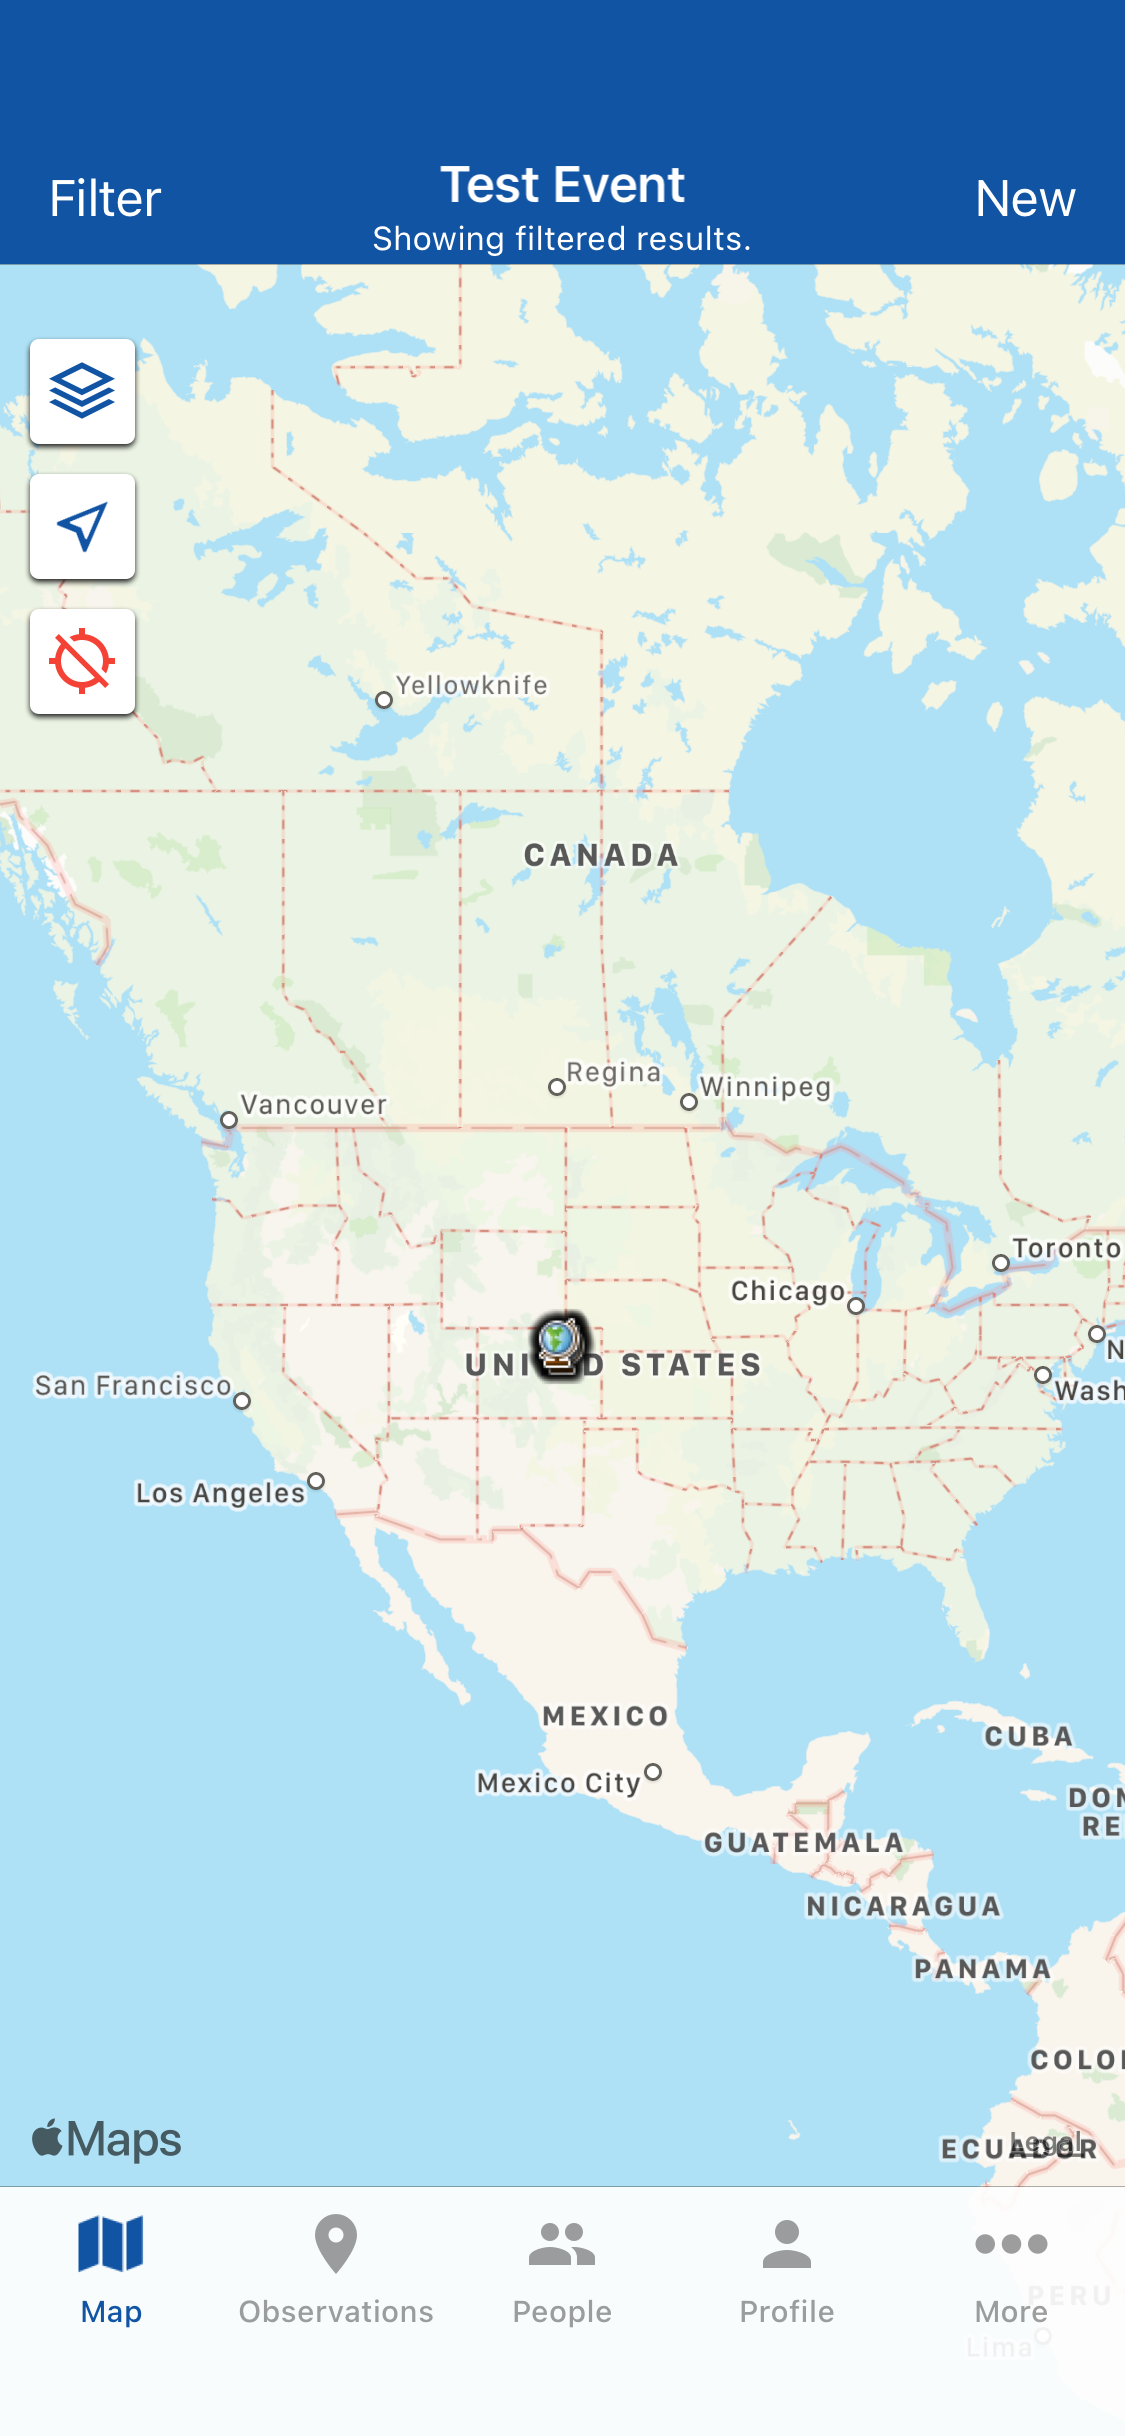 Filter
Test Event
New
Showing filtered results.
Yellowknife
CANADA
Regina
Winnipeg
Vancouver
Toronto
Chicago
N
UNI D STATES
Wash
San Francisco
Los Angeles
MEXICO
CUBA
Mexico City
DOM
RE
GUATEMALA
NICARAGUA
PANAMA
COLO
Maps
Legal
ECUADOR
PERU
Map
Observations
People
Profile
More
Lima